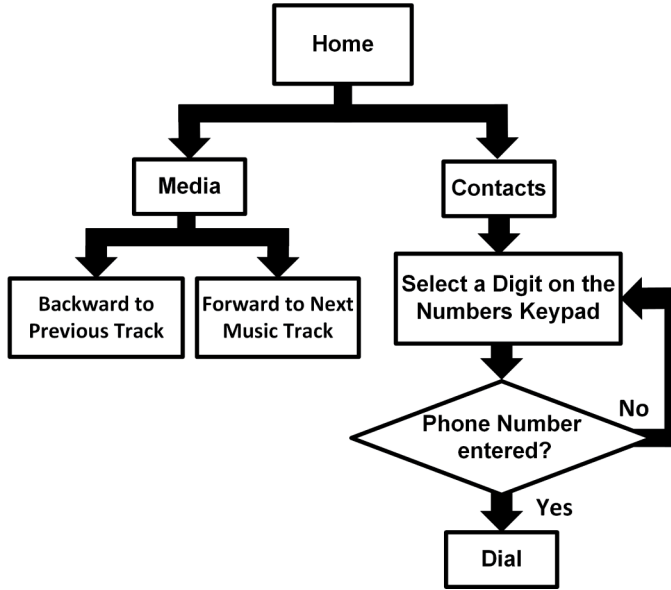 Home
Media
Contacts
Backward to
Previous Track
Forward to Next
Music Track
Select a Digit on the
Numbers Keypad
Phone Number
entered?
No
Yes
Dial